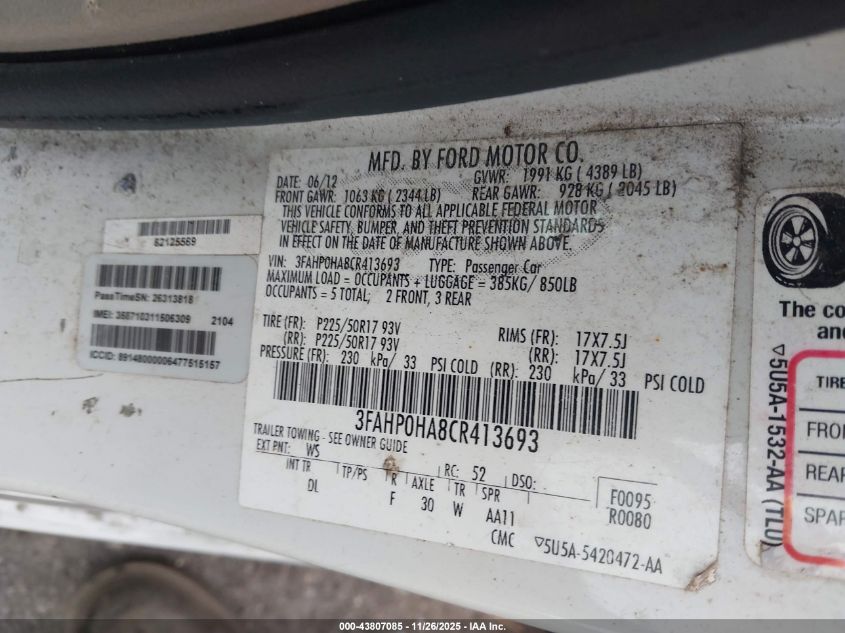 MFD. BY FORD MOTOR CO.
DATE: 06/12 GVWR: 1991 KG ( 4389 LB)
FRONT GAWR: 1063 KG ( 2344 LB) REAR GAWR: 928 KG ( 2045 LB)
THIS VEHICLE CONFORMS TO ALL APPLICABLE FEDERAL MOTOR
VEHICLE SAFETY, BUMPER, AND THEFT PREVENTION STANDARDS
IN EFFECT ON THE DATE OF MANUFACTURE SHOWN ABOVE.
VIN: 3FAHP0HA8CR413693 TYPE: Passenger Car
MAXIMUM LOAD = OCCUPANTS + LUGGAGE = 385KG/ 850LB
OCCUPANTS = 5 TOTAL, 2 FRONT, 3 REAR
TIRE (FR): P225/50R17 93V RIMS (FR): 17X7.5J
(RR) P225/50R17 93V (RR): 17X7.5J
PRESSURE (FR): 230 kPa/ 33 PSI COLD (RR): 230 kPa/ 33 PSI COLD
3FAHP0HA8CR413693
TRAILER TOWING - SEE OWNER GUIDE
EXT PNT: WS RC: 52 DSO:
INT TR TP/PS R AXLE TR SPR F0095
DL F 30 W AA11 R0080
CMC ▽5U5A-5420472-AA
82125569
PassTimeSN: 26313818
IMEI: 358710311506309 2104
ICCID: 89148000006477515157
The co
and
TIRE
FRO
REAR
SPAR
▽5U5A-1532-AA (TLU)
000-43807085 | 11/26/2025 - IAA Inc.